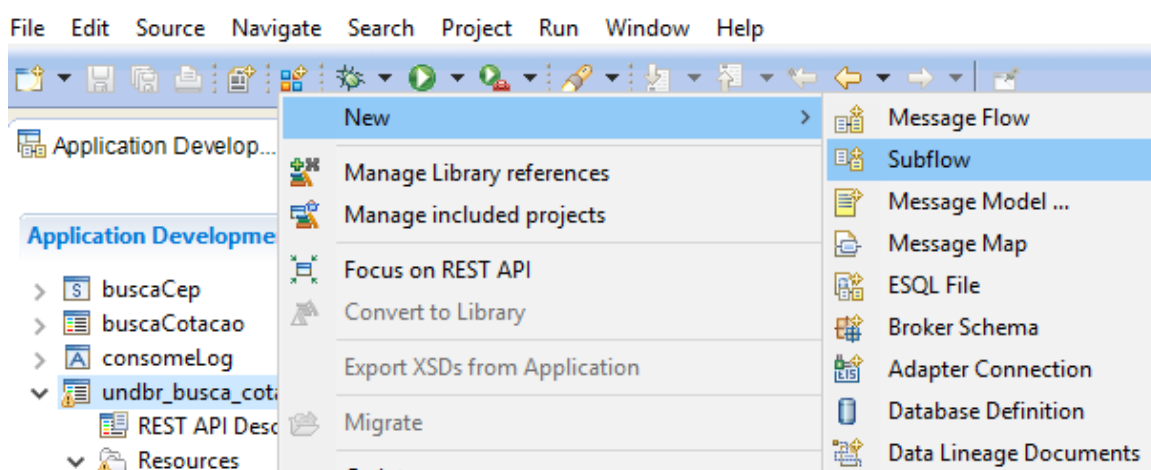 File Edit Source Navigate Search Project Run Window Help
Application Develop...
Application Developme
buscaCep
buscaCotacao
consomeLog
undbr_busca_cota
REST API Desc
Resources
New
Manage Library references
Manage included projects
Focus on REST API
Convert to Library
Export XSDs from Application
Migrate
Message Flow
Subflow
Message Model ...
Message Map
ESQL File
Broker Schema
Adapter Connection
Database Definition
Data Lineage Documents